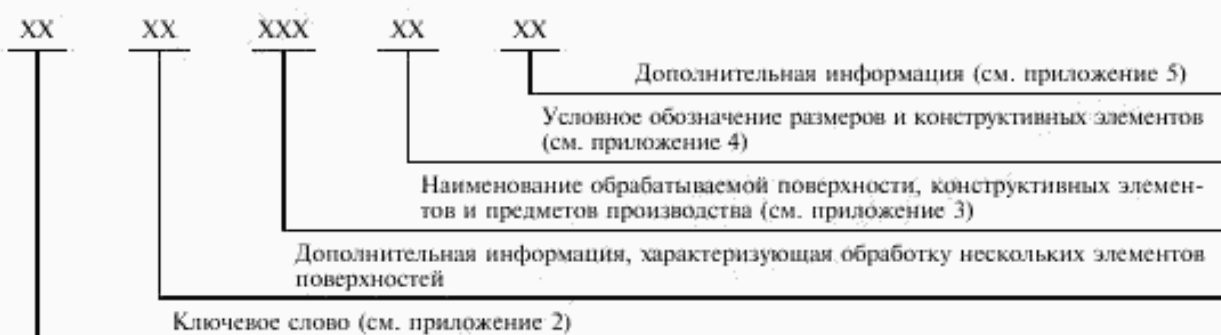 XX XX XXX XX XX
Дополнительная информация (см. приложение 5)
Условное обозначение размеров и конструктивных элементов
(см. приложение 4)
Наименование обрабатываемой поверхности, конструктивных элемен-
тов и предметов производства (см. приложение 3)
Дополнительная информация, характеризующая обработку нескольких элементов
поверхностей
Ключевое слово (см. приложение 2)